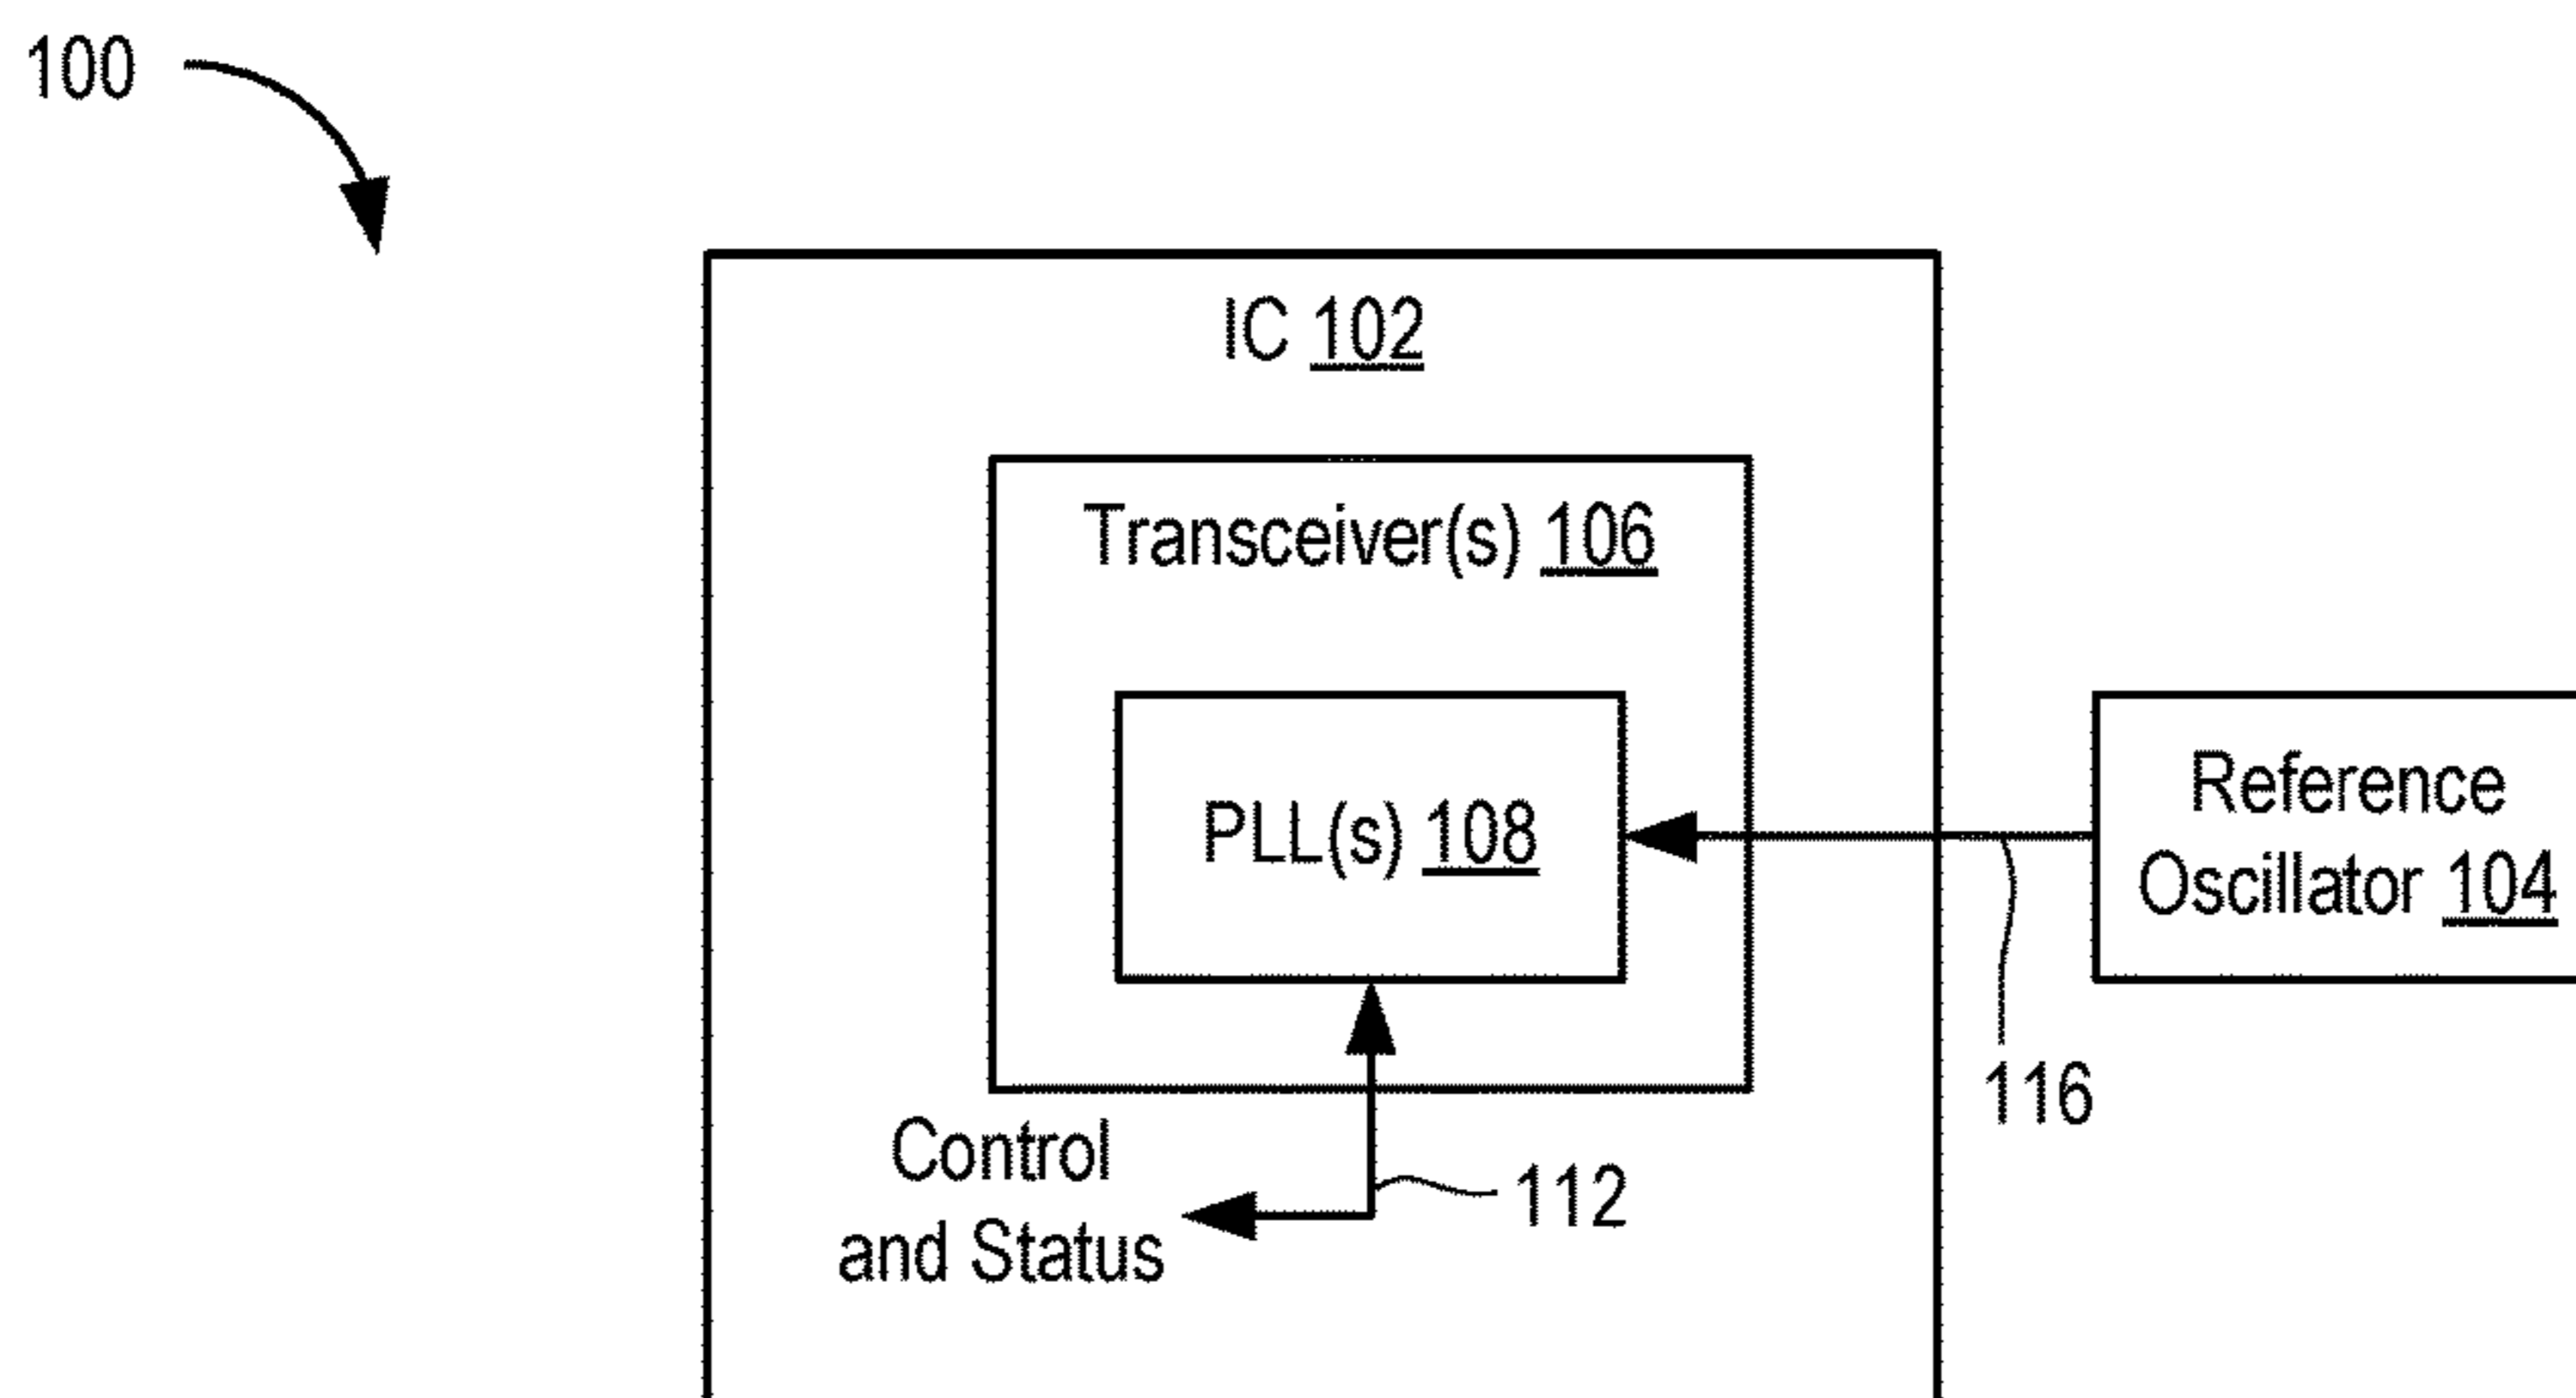 100
IC 102
Transceiver(s) 106
PLL(s) 108
Reference
Oscillator 104
116
Control
and Status
112